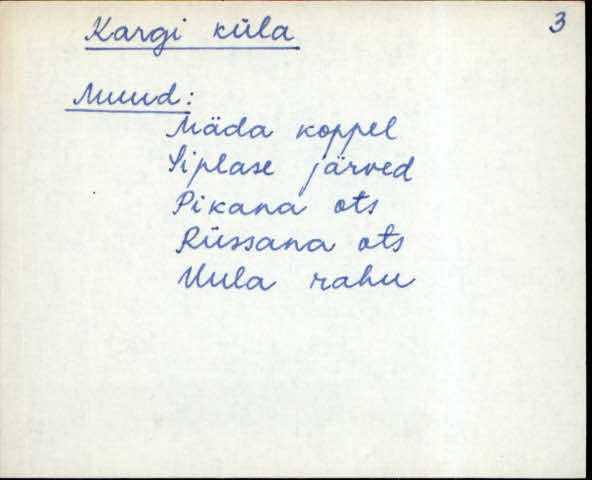 3
Kargi küla
Muud:
Mäda koppel
Siplase järved
Pikana ots
Rüssana ots
Uula rahu